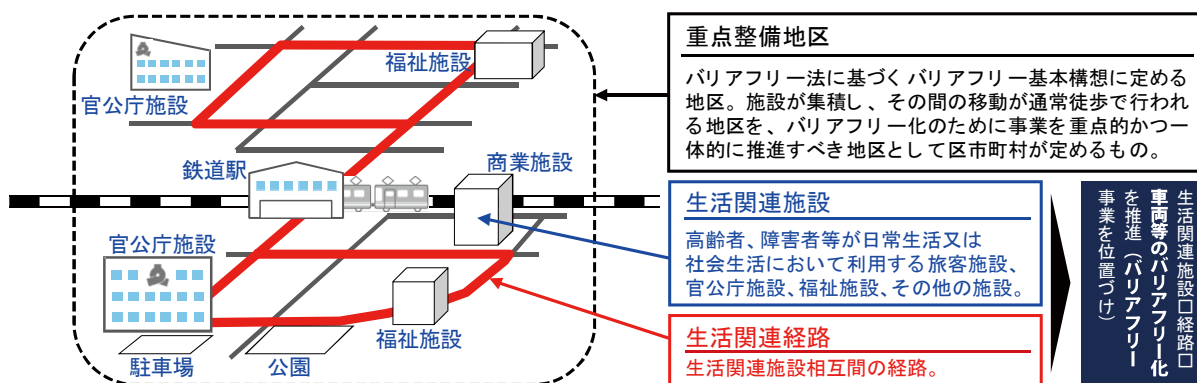 官公庁施設
福祉施設
鉄道駅
商業施設
官公庁施設
福祉施設
駐車場
公園
重点整備地区
バリアフリー法に基づくバリアフリー基本構想に定める
地区。施設が集積し、その間の移動が通常徒歩で行われ
る地区を、バリアフリー化のために事業を重点的かつ一
体的に推進すべき地区として区市町村が定めるもの。
生活関連施設
高齢者、障害者等が日常生活又は
社会生活において利用する旅客施設、
官公庁施設、福祉施設、その他の施設。
生活関連経路
生活関連施設相互間の経路。
生活関連施設□経路□
車両等のバリアフリー化
を推進（バリアフリー
事業を位置づけ）